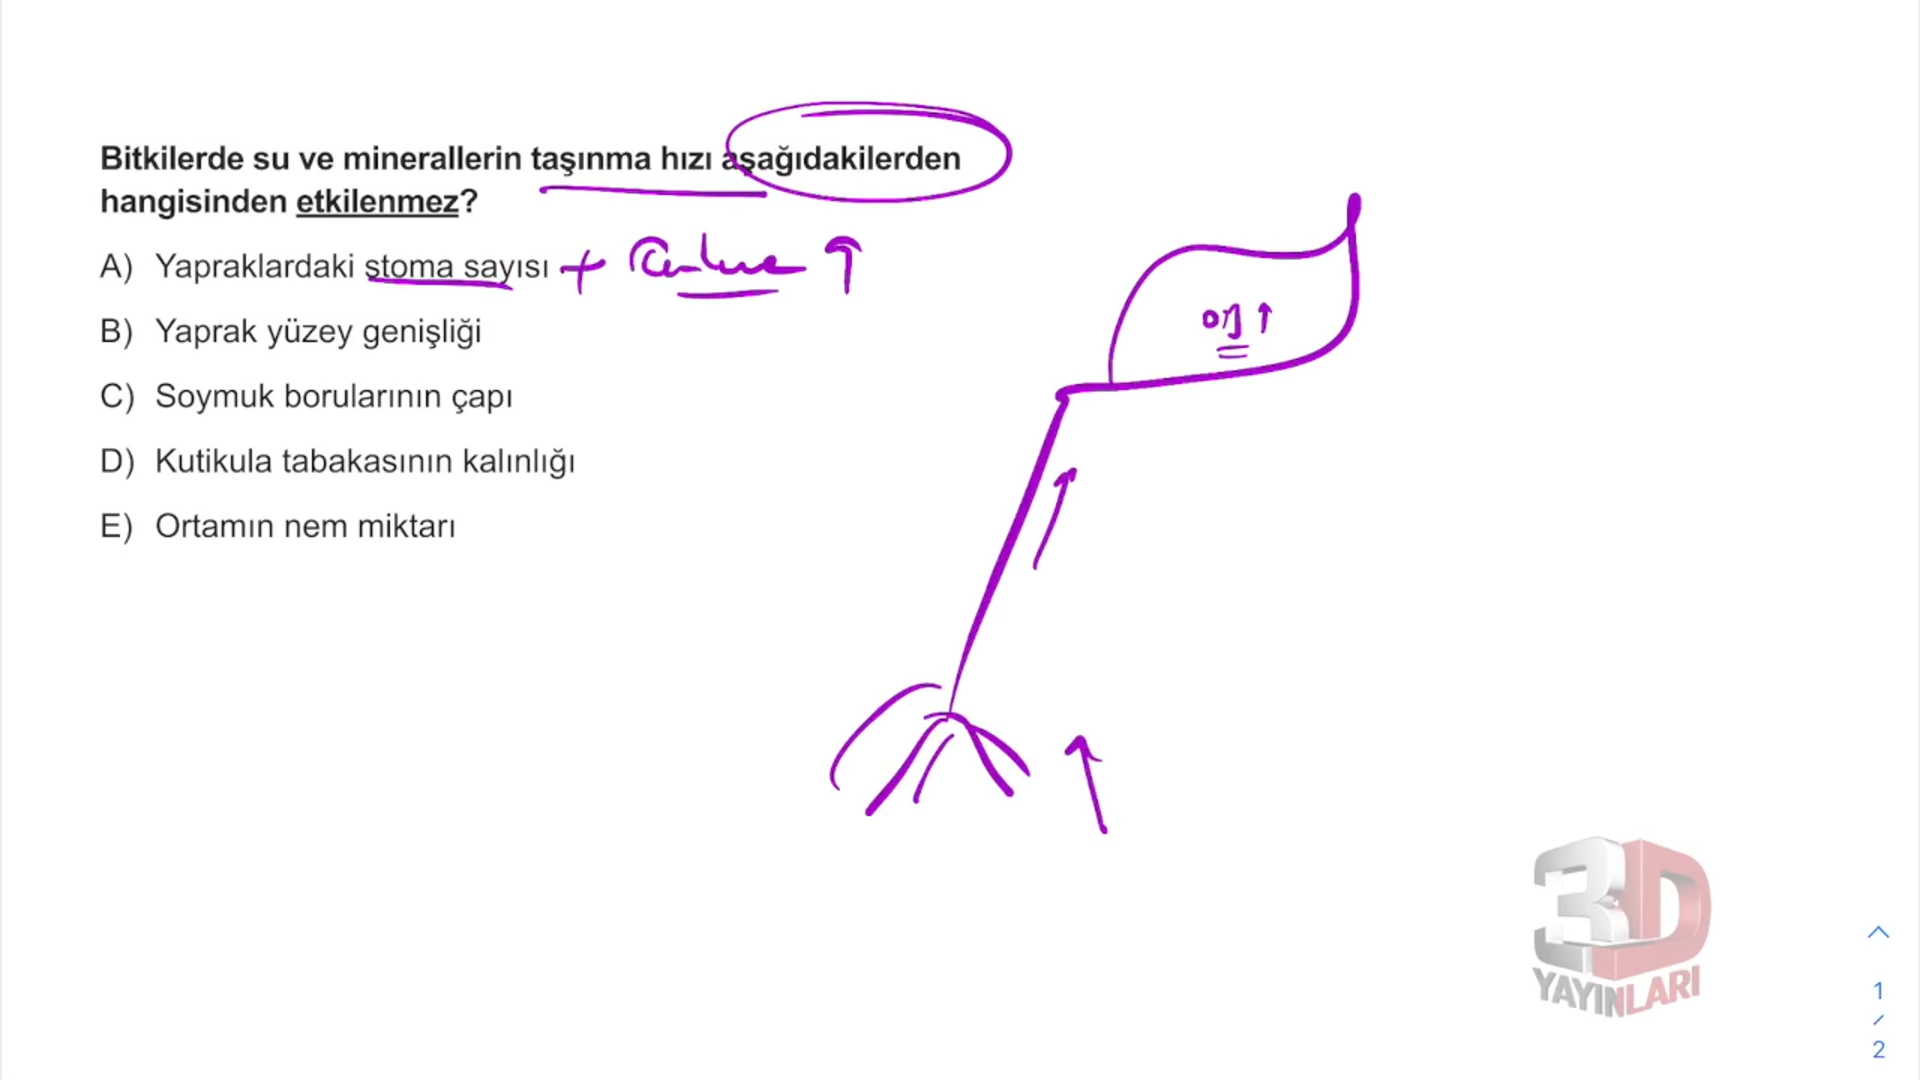 Bitkilerde su ve minerallerin taşınma hızı aşağıdakilerden
hangisinden etkilenmez?
A) Yapraklardaki stoma sayısı +
B) Yaprak yüzey genişliği
C) Soymuk borularının çapı
D) Kutikula tabakasının kalınlığı
E) Ortamın nem miktarı
3D
YAYINLARI
1
/
2